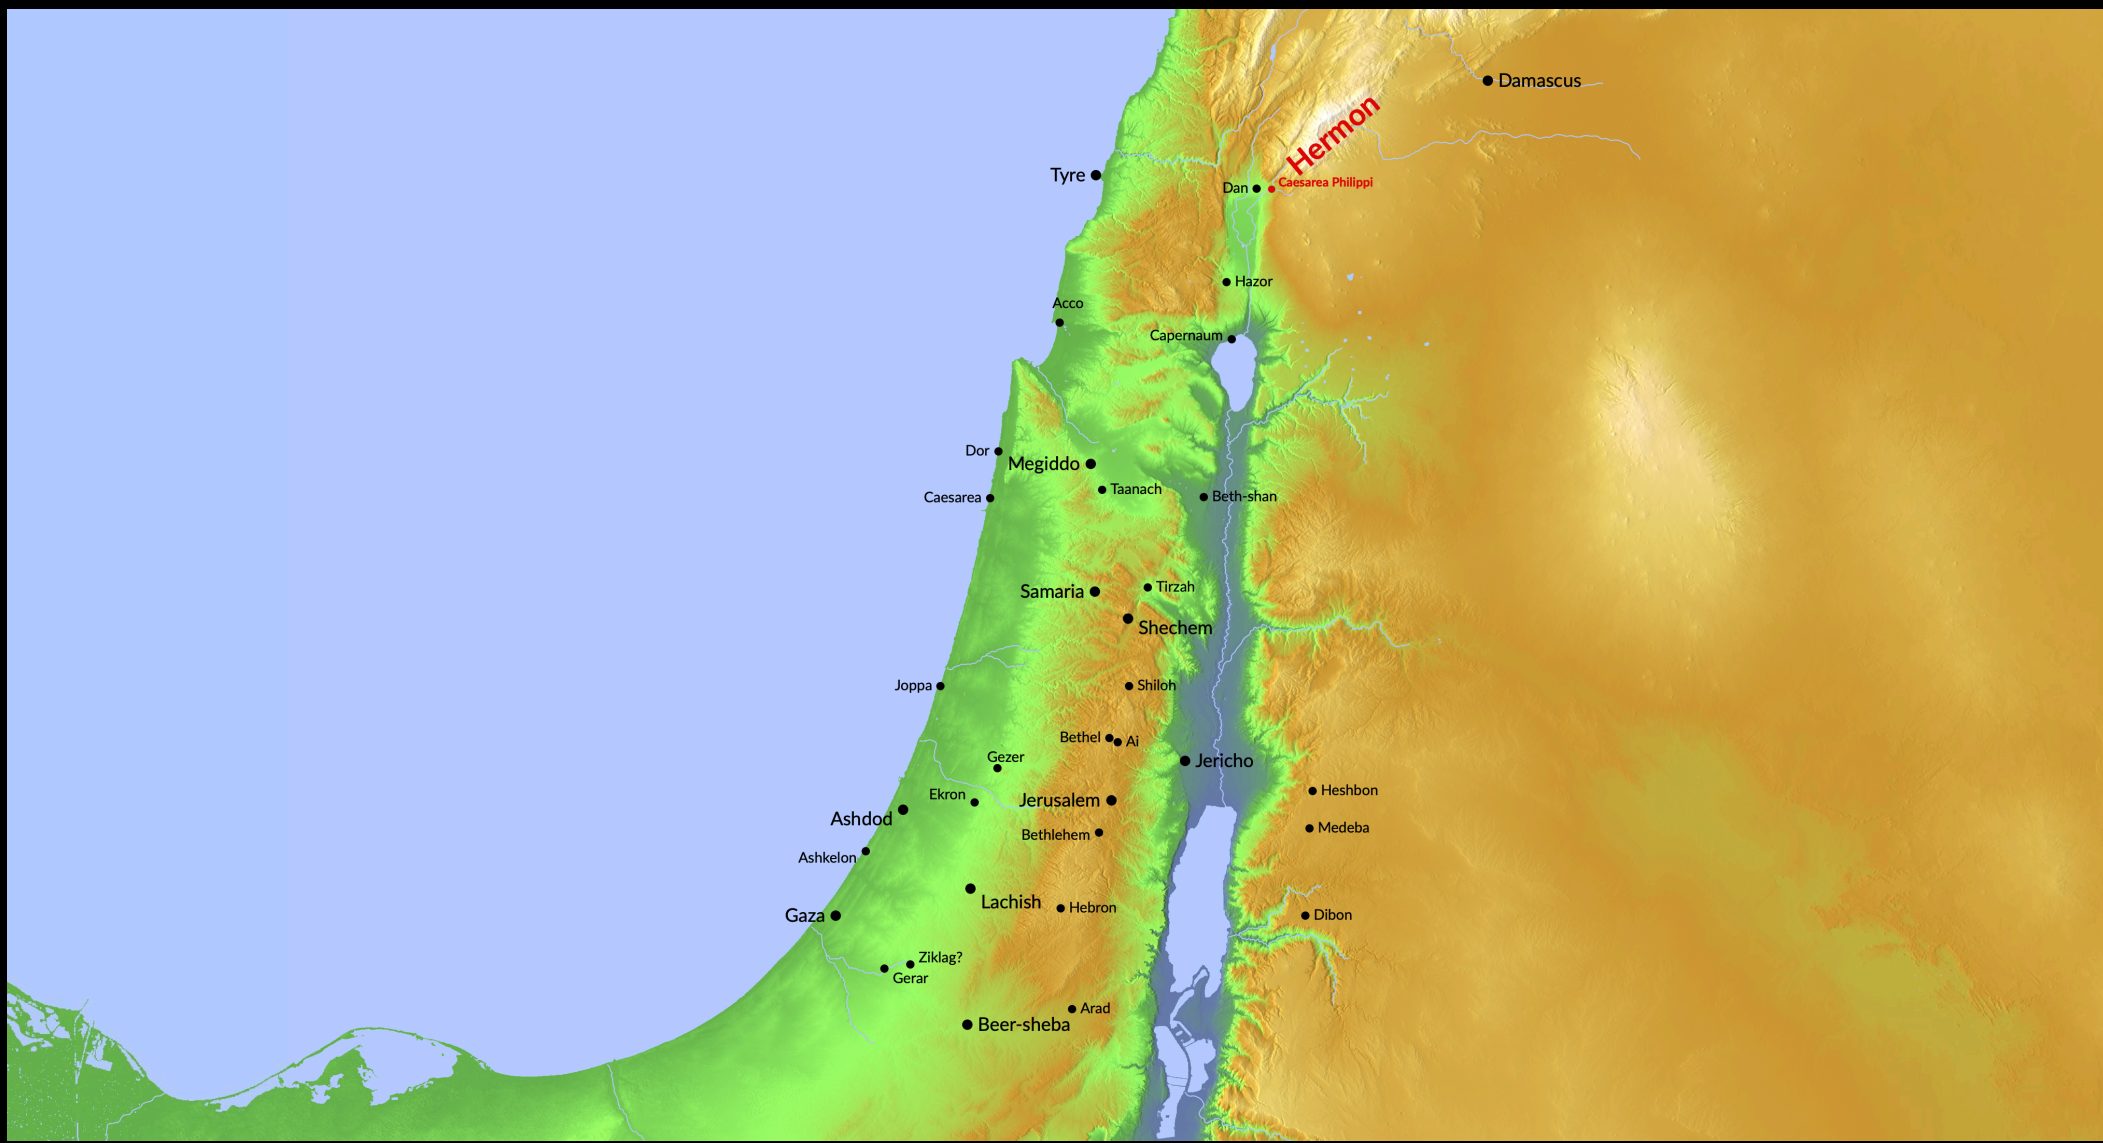 Damascus
Hermon
Tyre
Dan
Caesarea Philippi
Hazor
Acco
Capernaum
Dor
Megiddo
Taanach
Caesarea
Beth-shan
Samaria
Tirzah
Shechem
Joppa
Shiloh
Bethel
Ai
Gezer
Jericho
Ekron
Jerusalem
Heshbon
Ashdod
Bethlehem
Medeba
Ashkelon
Lachish
Hebron
Gaza
Dibon
Ziklag?
Gerar
Arad
Beer-sheba